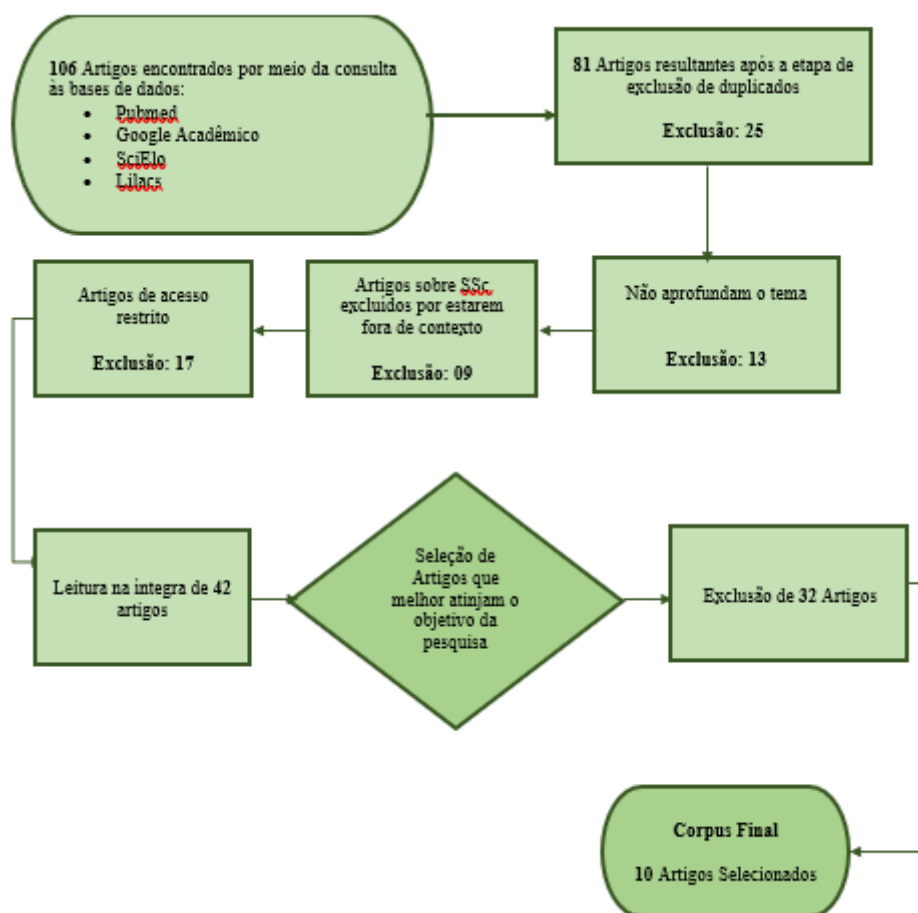 106 Artigos encontrados por meio da consulta
às bases de dados:
• Pubmed
• Google Acadêmico
• SciElo
• Lilacs
81 Artigos resultantes após a etapa de
exclusão de duplicados
Exclusão: 25
Não aprofundam o tema
Exclusão: 13
Artigos sobre SSc
excluídos por estarem
fora de contexto
Exclusão: 09
Artigos de acesso
restrito
Exclusão: 17
Leitura na integra de 42
artigos
Seleção de
Artigos que
melhor atinjam o
objetivo da
pesquisa
Exclusão de 32 Artigos
Corpus Final
10 Artigos Selecionados